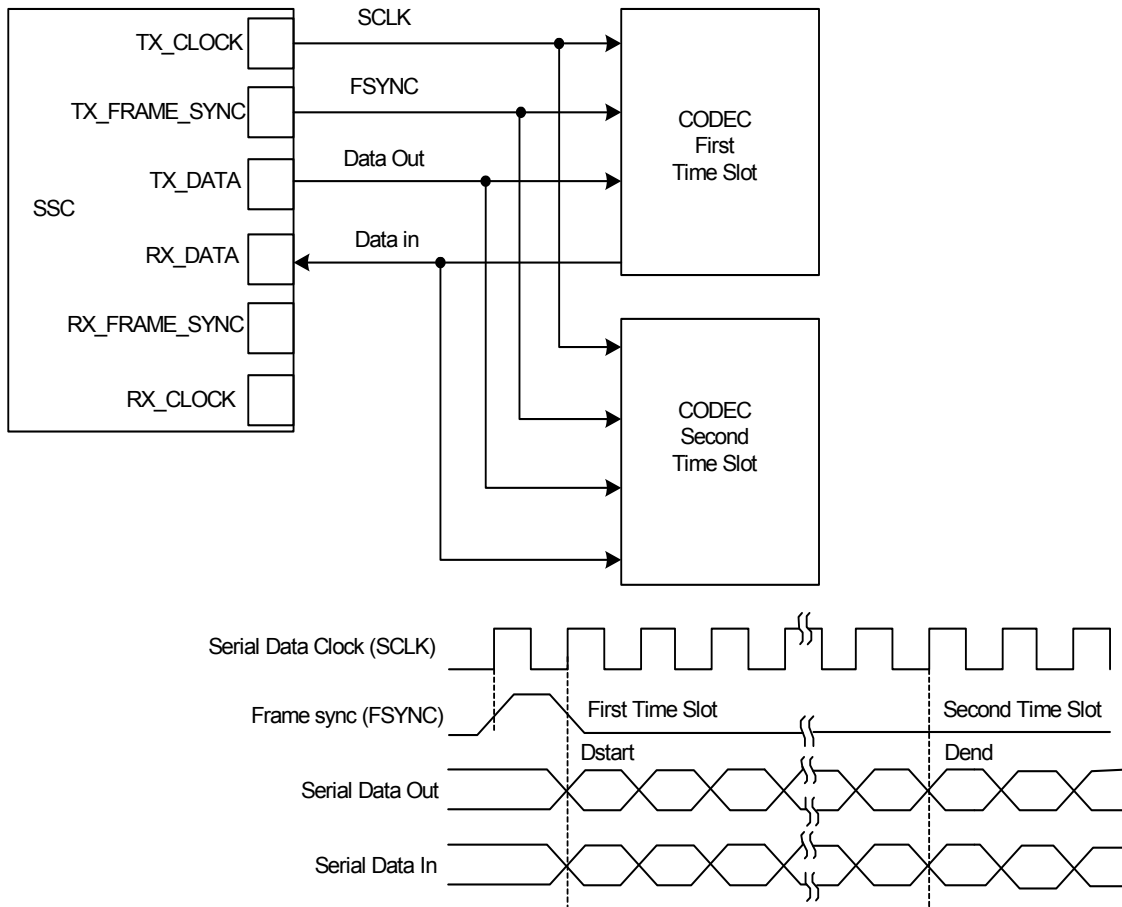 SCLK
TX_CLOCK
FSYNC
TX_FRAME_SYNC
CODEC
First
Time Slot
Data Out
TX_DATA
SSC
Data in
RX_DATA
RX_FRAME_SYNC
RX_CLOCK
CODEC
Second
Time Slot
Serial Data Clock (SCLK)
Frame sync (FSYNC)
First Time Slot
Second Time Slot
Dstart
Dend
Serial Data Out
Serial Data In